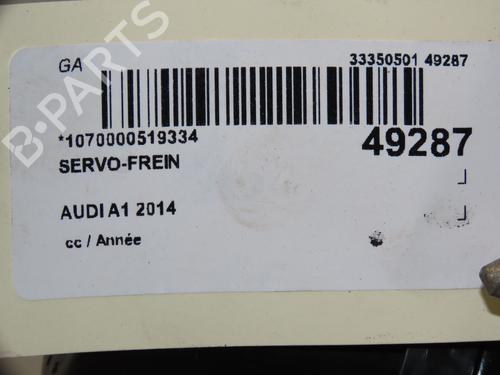 B-PARTS
GA
33350501 49287
*1070000519334
49287
SERVO-FREIN
AUDI A1 2014
cc / Année